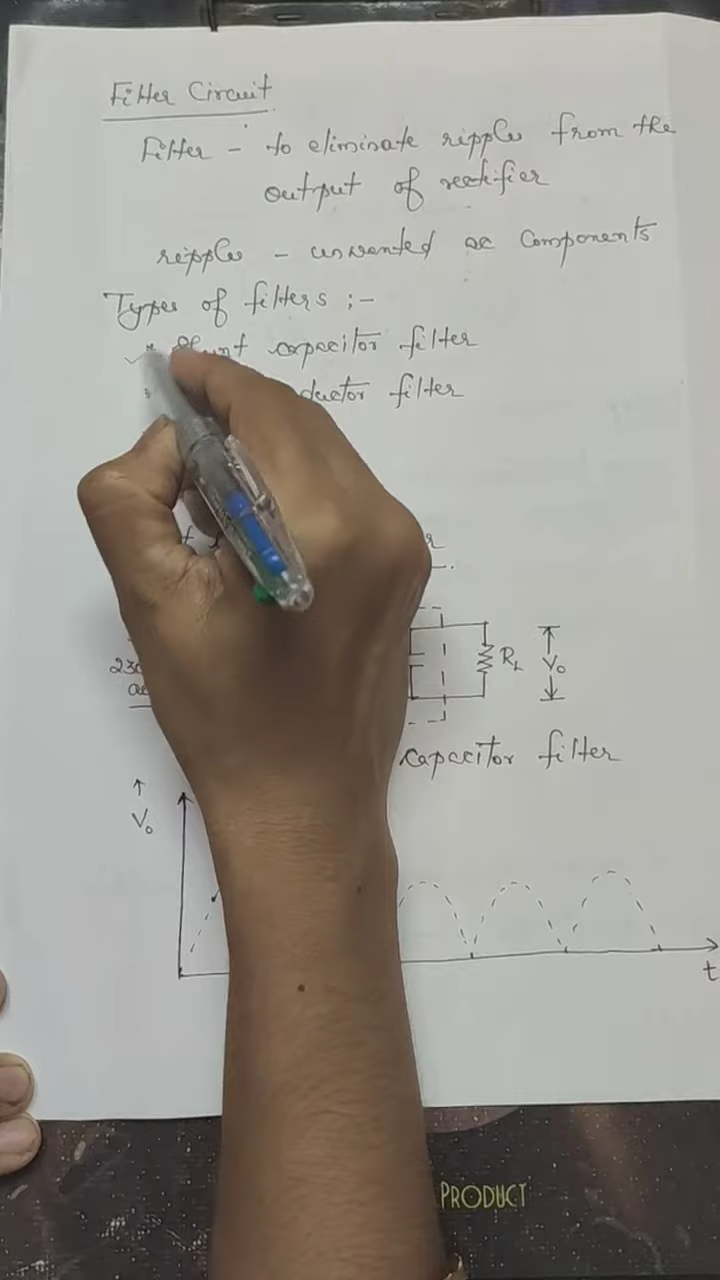 Filter Circuit
Filter - to eliminate ripple from the
output of rectifier
ripple - unwanted ac Components
Types of filters :-
capacitor filter
filter
RL
Vo
capacitor filter
Vo
t
PRODUCT